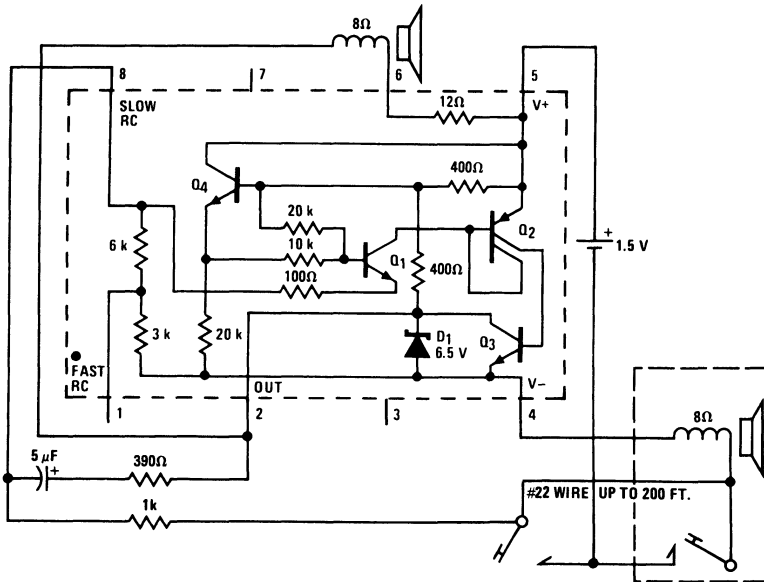 8Ω
8
7
6
5
SLOW
RC
12Ω
V+
400Ω
Q4
20 k
Q2
6 k
10 k
Q1
400Ω
+
1.5 V
100Ω
3 k
20 k
D1
6.5 V
Q3
FAST
RC
OUT
V−
1
2
3
4
8Ω
5 μF
+
390Ω
#22 WIRE UP TO 200 FT.
1k